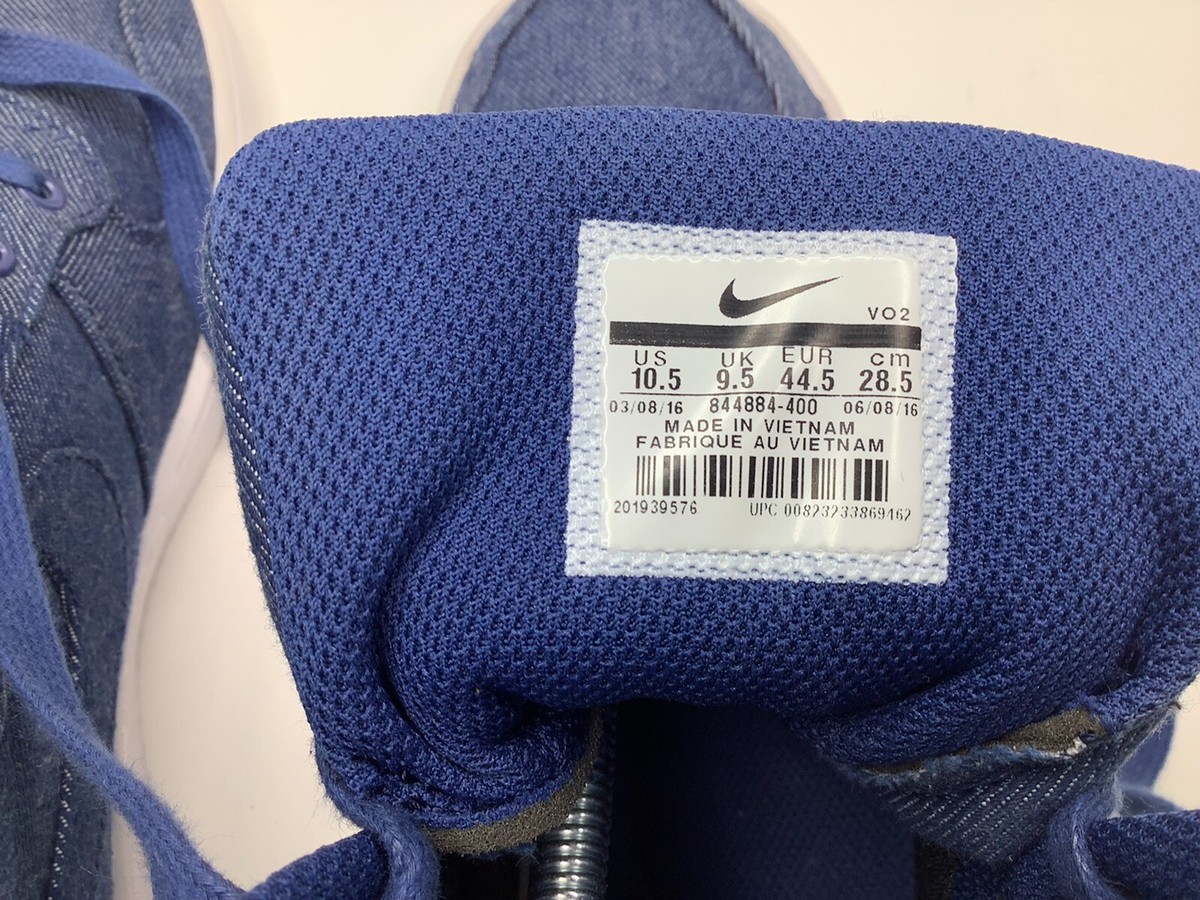 VO2
US UK EUR cm
10.5 9.5 44.5 28.5
03/08/16 844884-400 06/08/16
MADE IN VIETNAM
FABRIQUE AU VIETNAM
201939576 UPC 00823233869462